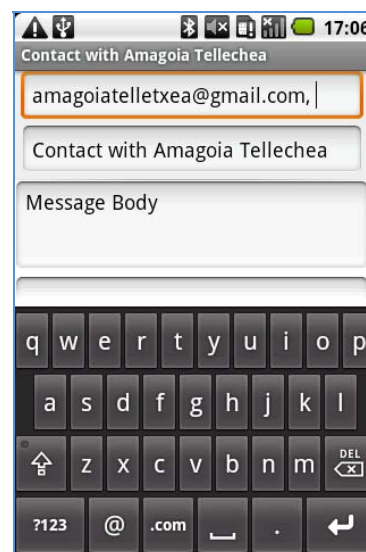 17:06
Contact with Amagoia Tellechea
amagoiatelletxea@gmail.com,
Contact with Amagoia Tellechea
Message Body
q w e r t y u i o p
a s d f g h j k l
z x c v b n m DEL
?123 @ .com .